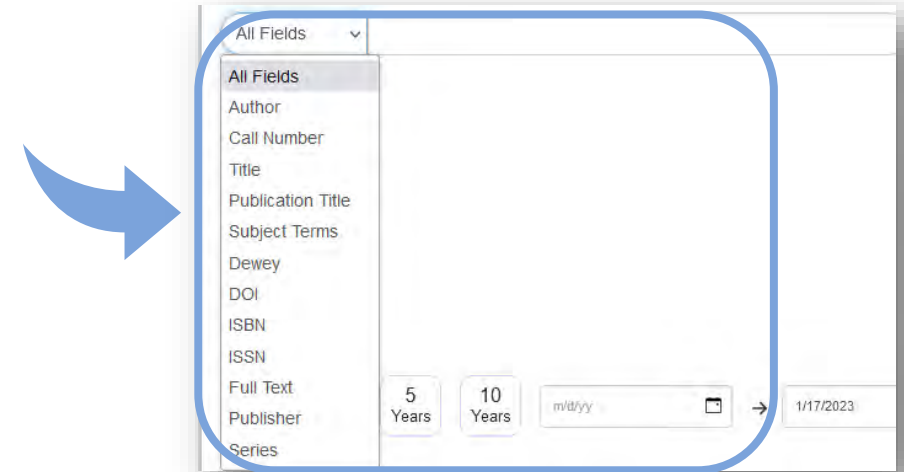 All Fields
All Fields
Author
Call Number
Title
Publication Title
Subject Terms
Dewey
DOI
ISBN
ISSN
Full Text
Publisher
Series
5
Years
10
Years
m/d/yy
→
1/17/2023